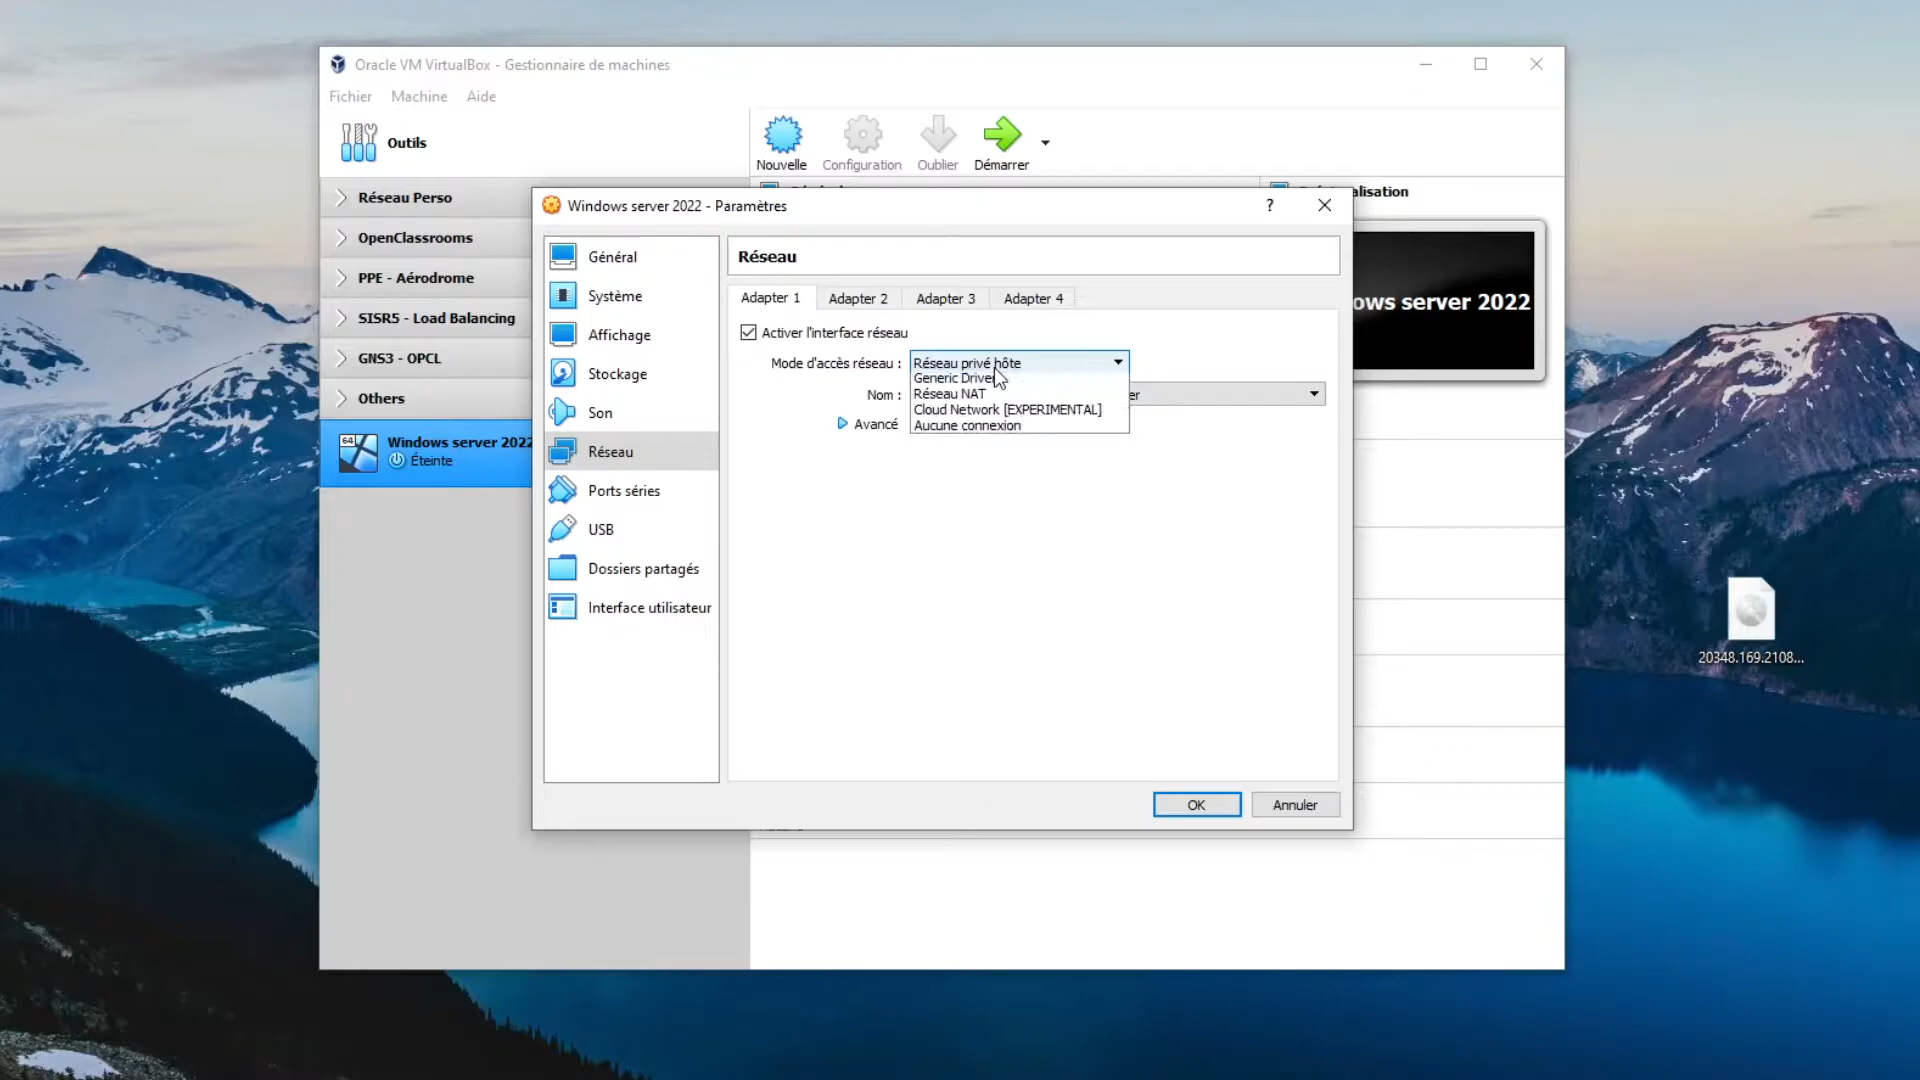 Oracle VM VirtualBox - Gestionnaire de machines
Fichier Machine Aide
Outils
Nouvelle Configuration Oublier Démarrer
Réseau Perso
OpenClassrooms
PPE - Aérodrome
SISR5 - Load Balancing
GNS3 - OPCL
Others
Windows server 2022
64
Éteinte
alisation
ows server 2022
Windows server 2022 - Paramètres
?
Général
Système
Affichage
Stockage
Son
Réseau
Ports séries
USB
Dossiers partagés
Interface utilisateur
Réseau
Adapter 1 Adapter 2 Adapter 3 Adapter 4
Activer l'interface réseau
Mode d'accès réseau : Réseau privé hôte
Generic Driver
Réseau NAT
Cloud Network [EXPERIMENTAL]
Aucune connexion
Nom : er
Avancé
OK Annuler
20348.169.2108...